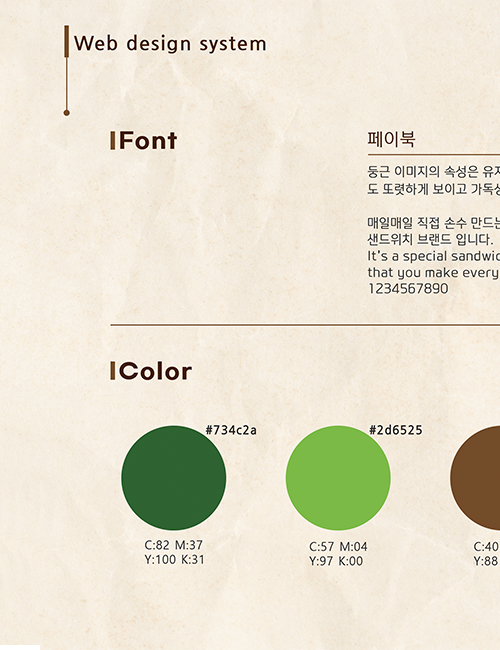 Web design system
Font
페이북
둥근 이미지의 속성은 유지
도 또렷하게 보이고 가독성
매일매일 직접 손수 만드는
샌드위치 브랜드 입니다.
It's a special sandwic
that you make every
1234567890
Color
#734c2a
#2d6525
C:82 M:37
Y:100 K:31
C:57 M:04
Y:97 K:00
C:40
Y:88